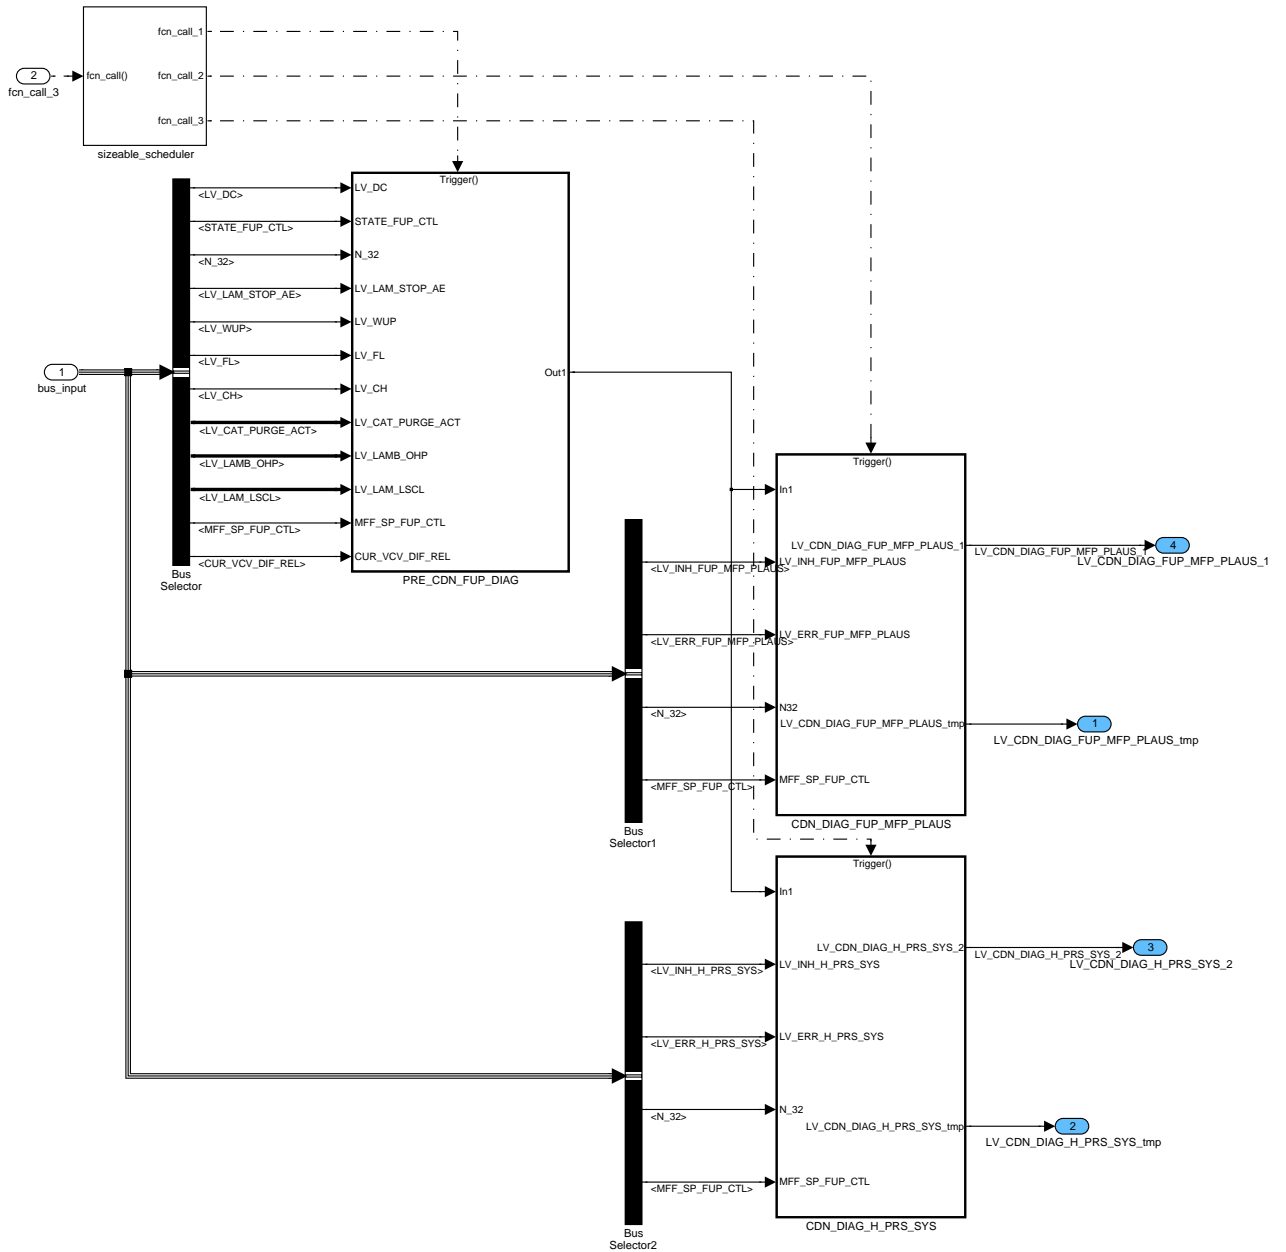 fcn_call_1
2
fcn_call()
fcn_call_2
fcn_call_3
fcn_call_3
sizeable_scheduler
Trigger()
<LV_DC>
LV_DC
<STATE_FUP_CTL>
STATE_FUP_CTL
<N_32>
N_32
<LV_LAM_STOP_AE>
LV_LAM_STOP_AE
<LV_WUP>
LV_WUP
<LV_FL>
LV_FL
1
bus_input
Out1
<LV_CH>
LV_CH
<LV_CAT_PURGE_ACT>
LV_CAT_PURGE_ACT
<LV_LAMB_OHP>
LV_LAMB_OHP
<LV_LAM_LSCL>
LV_LAM_LSCL
<MFF_SP_FUP_CTL>
MFF_SP_FUP_CTL
<CUR_VCV_DIF_REL>
CUR_VCV_DIF_REL
Bus
Selector
PRE_CDN_FUP_DIAG
Trigger()
In1
LV_CDN_DIAG_FUP_MFP_PLAUS_1
LV_CDN_DIAG_FUP_MFP_PLAUS_1
4
LV_CDN_DIAG_FUP_MFP_PLAUS_1
<LV_INH_FUP_MFP_PLAUS>
LV_INH_FUP_MFP_PLAUS
<LV_ERR_FUP_MFP_PLAUS>
LV_ERR_FUP_MFP_PLAUS
<N_32>
N32
LV_CDN_DIAG_FUP_MFP_PLAUS_tmp
1
LV_CDN_DIAG_FUP_MFP_PLAUS_tmp
<MFF_SP_FUP_CTL>
MFF_SP_FUP_CTL
Bus
Selector1
CDN_DIAG_FUP_MFP_PLAUS
Trigger()
In1
LV_CDN_DIAG_H_PRS_SYS_2
LV_CDN_DIAG_H_PRS_SYS_2
3
LV_CDN_DIAG_H_PRS_SYS_2
<LV_INH_H_PRS_SYS>
LV_INH_H_PRS_SYS
<LV_ERR_H_PRS_SYS>
LV_ERR_H_PRS_SYS
<N_32>
N_32
LV_CDN_DIAG_H_PRS_SYS_tmp
2
LV_CDN_DIAG_H_PRS_SYS_tmp
<MFF_SP_FUP_CTL>
MFF_SP_FUP_CTL
Bus
Selector2
CDN_DIAG_H_PRS_SYS